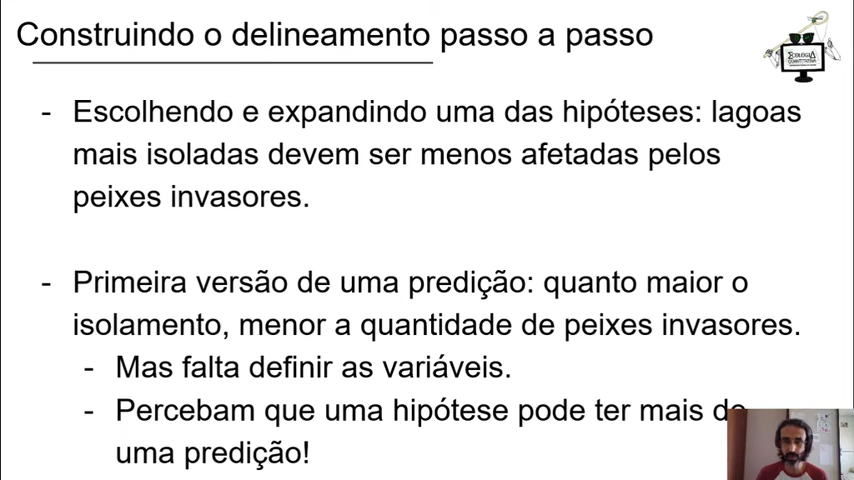 Construindo o delineamento passo a passo
ECOLOGIA
QUANTITATIVA
- Escolhendo e expandindo uma das hipóteses: lagoas
mais isoladas devem ser menos afetadas pelos
peixes invasores.
- Primeira versão de uma predição: quanto maior o
isolamento, menor a quantidade de peixes invasores.
- Mas falta definir as variáveis.
- Percebam que uma hipótese pode ter mais de
uma predição!